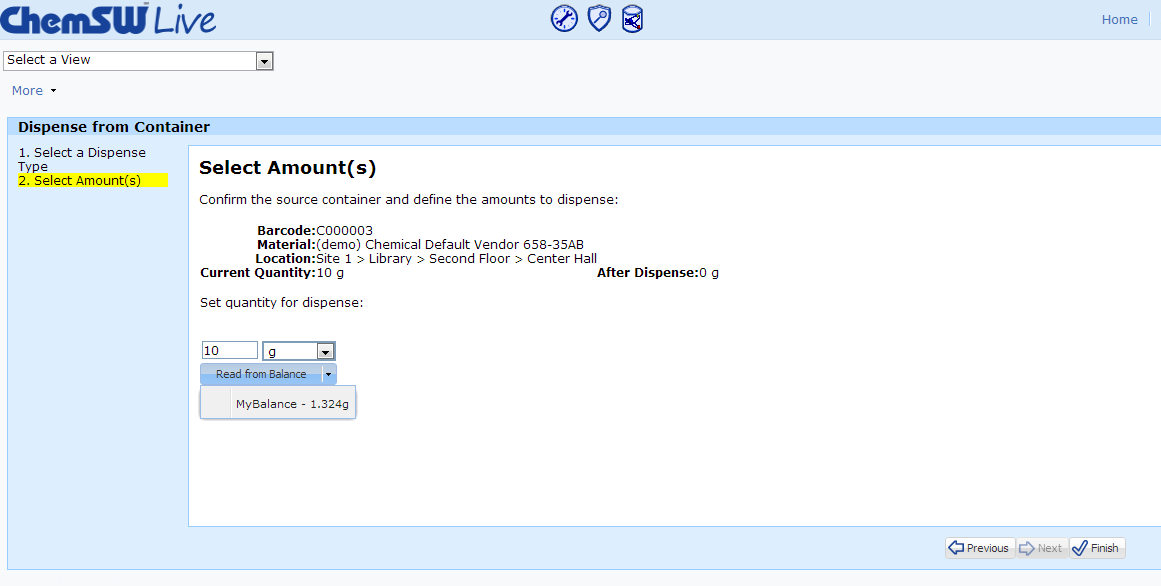 ChemSW Live
Home
Select a View
More
Dispense from Container
1. Select a Dispense
Type
2. Select Amount(s)
Select Amount(s)
Confirm the source container and define the amounts to dispense:
Barcode:C000003
Material:(demo) Chemical Default Vendor 658-35AB
Location:Site 1 > Library > Second Floor > Center Hall
Current Quantity:10 g After Dispense:0 g
Set quantity for dispense:
10 g
Read from Balance
MyBalance - 1.324g
Previous Next Finish